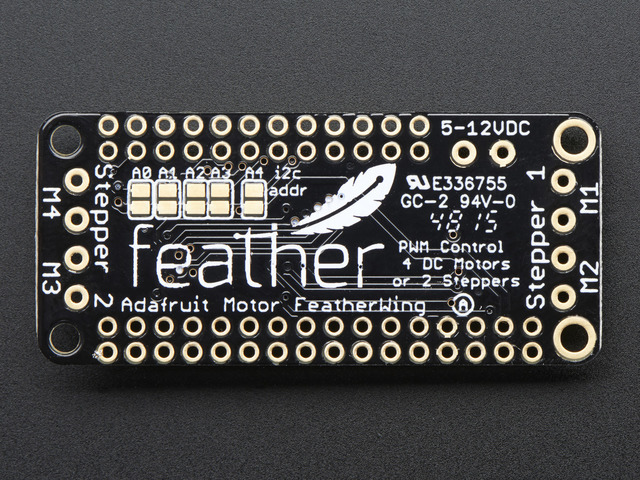 5-12VDC
A0 A1 A2 A3 A4 i2c
addr
E336755
GC-2 94V-0
4815
feather
PWM Control
4 DC Motors
or 2 Steppers
Adafruit Motor FeatherWing
Stepper 2
M4
M3
Stepper 1
M1
M2